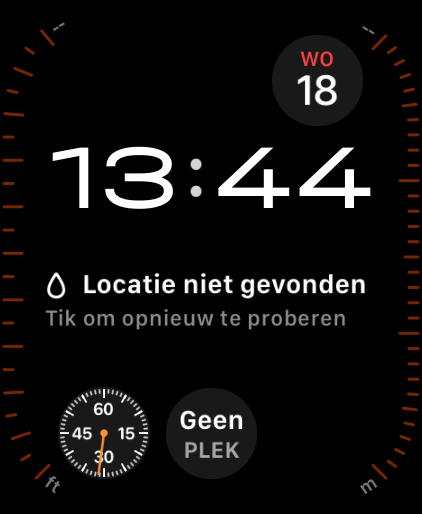 --
--
WO
18
13:44
Locatie niet gevonden
Tik om opnieuw te proberen
60
45
15
30
Geen
PLEK
ft
m